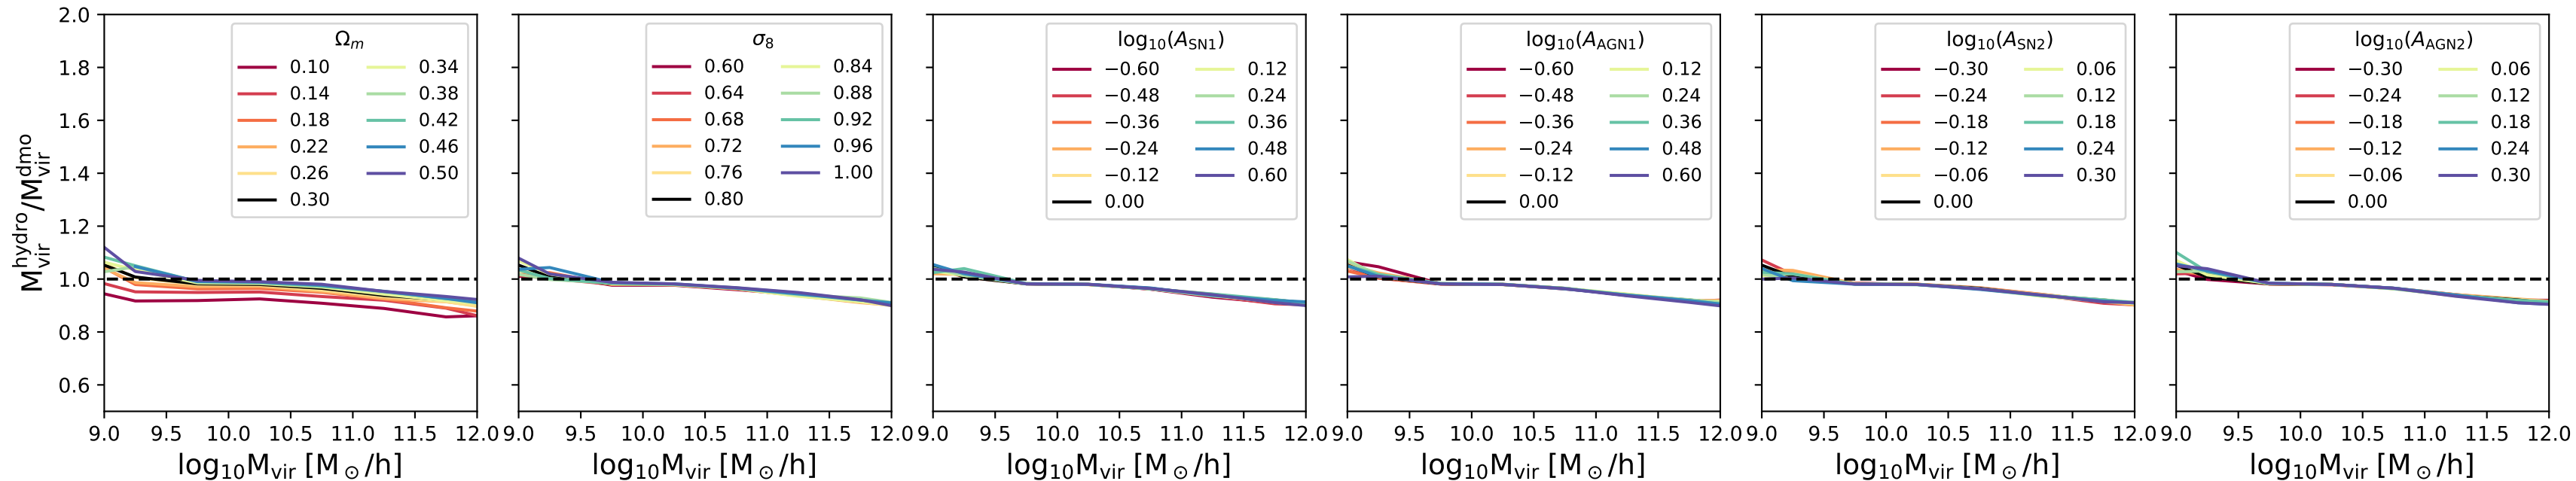 M_vir^hydro/M_vir^dmo
2.0
1.8
1.6
1.4
1.2
1.0
0.8
0.6
Ω_m
0.10 0.34
0.14 0.38
0.18 0.42
0.22 0.46
0.26 0.50
0.30
9.0 9.5 10.0 10.5 11.0 11.5 12.0
log₁₀M_vir [M_⊙/h]
σ₈
0.60 0.84
0.64 0.88
0.68 0.92
0.72 0.96
0.76 1.00
0.80
9.0 9.5 10.0 10.5 11.0 11.5 12.0
log₁₀M_vir [M_⊙/h]
log₁₀(A_SN1)
−0.60 0.12
−0.48 0.24
−0.36 0.36
−0.24 0.48
−0.12 0.60
0.00
9.0 9.5 10.0 10.5 11.0 11.5 12.0
log₁₀M_vir [M_⊙/h]
log₁₀(A_AGN1)
−0.60 0.12
−0.48 0.24
−0.36 0.36
−0.24 0.48
−0.12 0.60
0.00
9.0 9.5 10.0 10.5 11.0 11.5 12.0
log₁₀M_vir [M_⊙/h]
log₁₀(A_SN2)
−0.30 0.06
−0.24 0.12
−0.18 0.18
−0.12 0.24
−0.06 0.30
0.00
9.0 9.5 10.0 10.5 11.0 11.5 12.0
log₁₀M_vir [M_⊙/h]
log₁₀(A_AGN2)
−0.30 0.06
−0.24 0.12
−0.18 0.18
−0.12 0.24
−0.06 0.30
0.00
9.0 9.5 10.0 10.5 11.0 11.5 12.0
log₁₀M_vir [M_⊙/h]